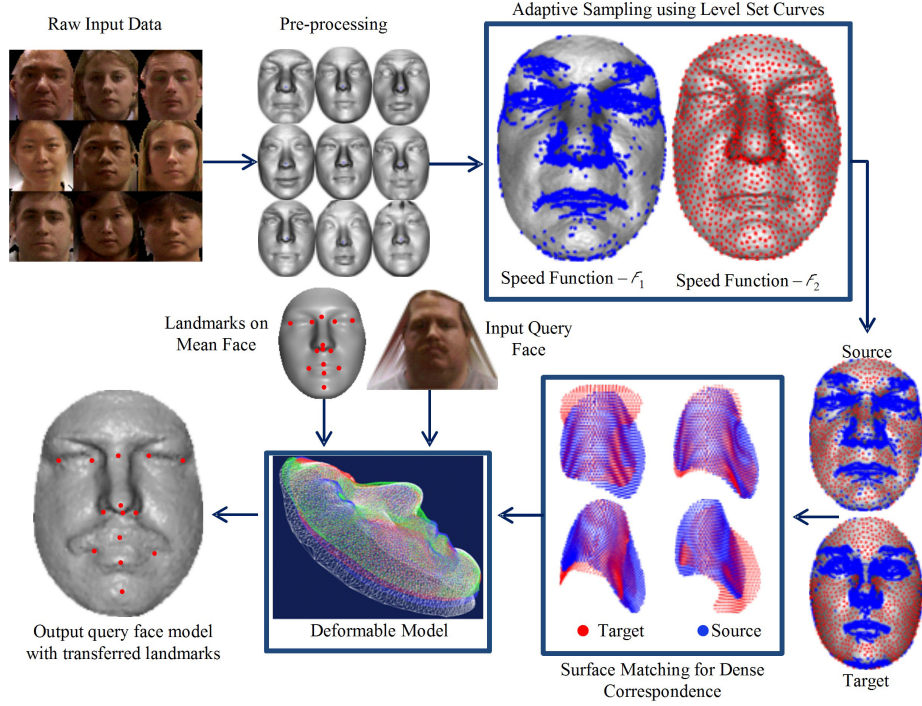 Raw Input Data
Pre-processing
Adaptive Sampling using Level Set Curves
Speed Function – F₁
Speed Function – F₂
Landmarks on
Mean Face
Input Query
Face
Source
Target
Target
Source
Surface Matching for Dense
Correspondence
Deformable Model
Output query face model
with transferred landmarks